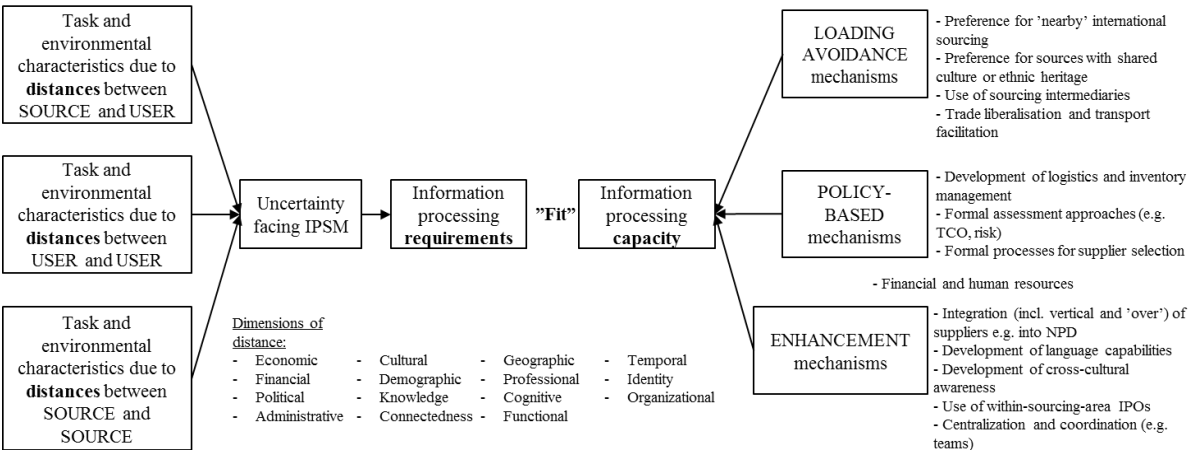 Task and
environmental
characteristics due to
distances between
SOURCE and USER
Task and
environmental
characteristics due to
distances between
USER and USER
Task and
environmental
characteristics due to
distances between
SOURCE and
SOURCE
Uncertainty
facing IPSM
Information
processing
requirements
”Fit”
Information
processing
capacity
Dimensions of
distance:
- Economic
- Financial
- Political
- Administrative
- Cultural
- Demographic
- Knowledge
- Connectedness
- Geographic
- Professional
- Cognitive
- Functional
- Temporal
- Identity
- Organizational
LOADING
AVOIDANCE
mechanisms
- Preference for ’nearby’ international
sourcing
- Preference for sources with shared
culture or ethnic heritage
- Use of sourcing intermediaries
- Trade liberalisation and transport
facilitation
POLICY-
BASED
mechanisms
- Development of logistics and inventory
management
- Formal assessment approaches (e.g.
TCO, risk)
- Formal processes for supplier selection
- Financial and human resources
ENHANCEMENT
mechanisms
- Integration (incl. vertical and ’over’) of
suppliers e.g. into NPD
- Development of language capabilities
- Development of cross-cultural
awareness
- Use of within-sourcing-area IPOs
- Centralization and coordination (e.g.
teams)